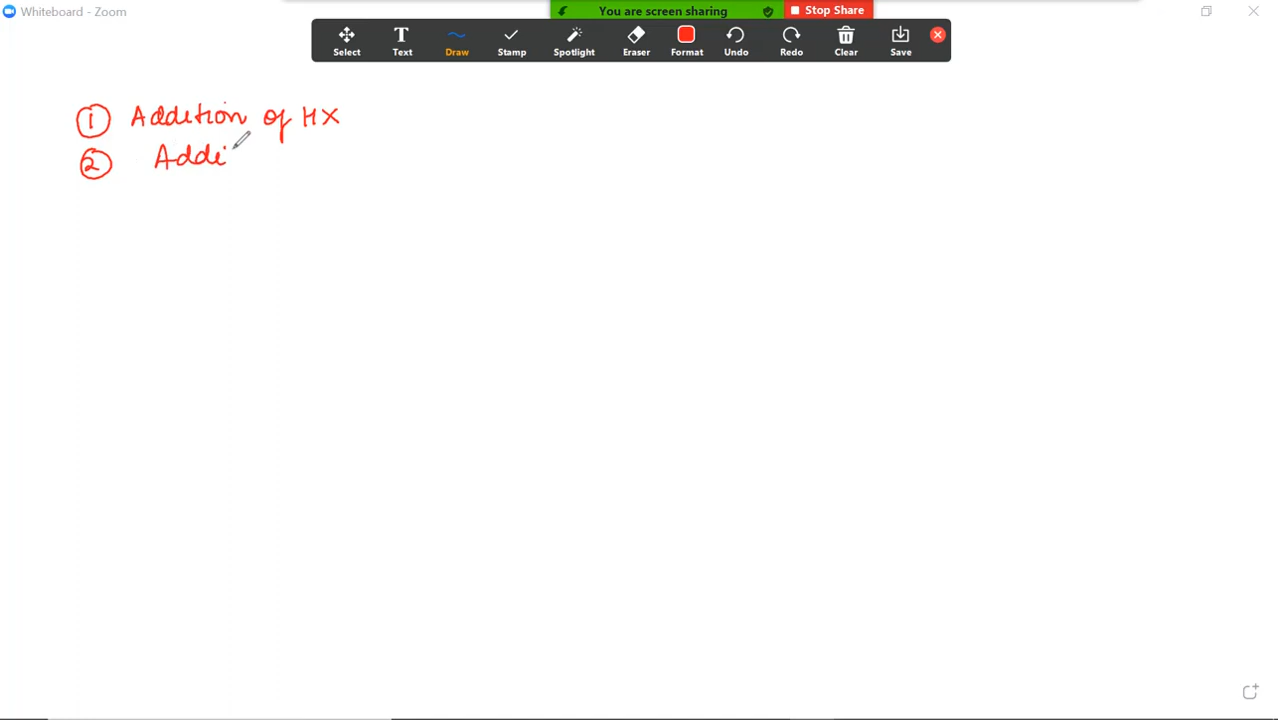 Whiteboard - Zoom
You are screen sharing
Stop Share
Select
Text
Draw
Stamp
Spotlight
Eraser
Format
Undo
Redo
Clear
Save
① Addition of HX
② Addi